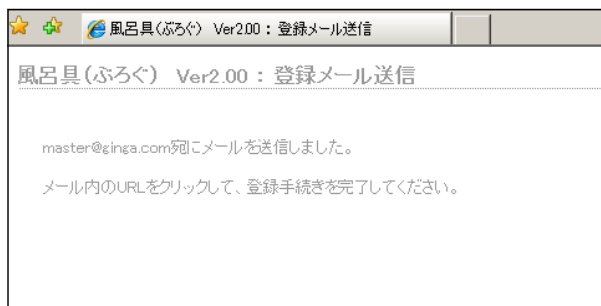 風呂具(ぶろぐ) Ver2.00 : 登録メール送信
風呂具(ぶろぐ) Ver2.00 : 登録メール送信
master@ginga.com宛にメールを送信しました。
メール内のURLをクリックして、登録手続きを完了してください。